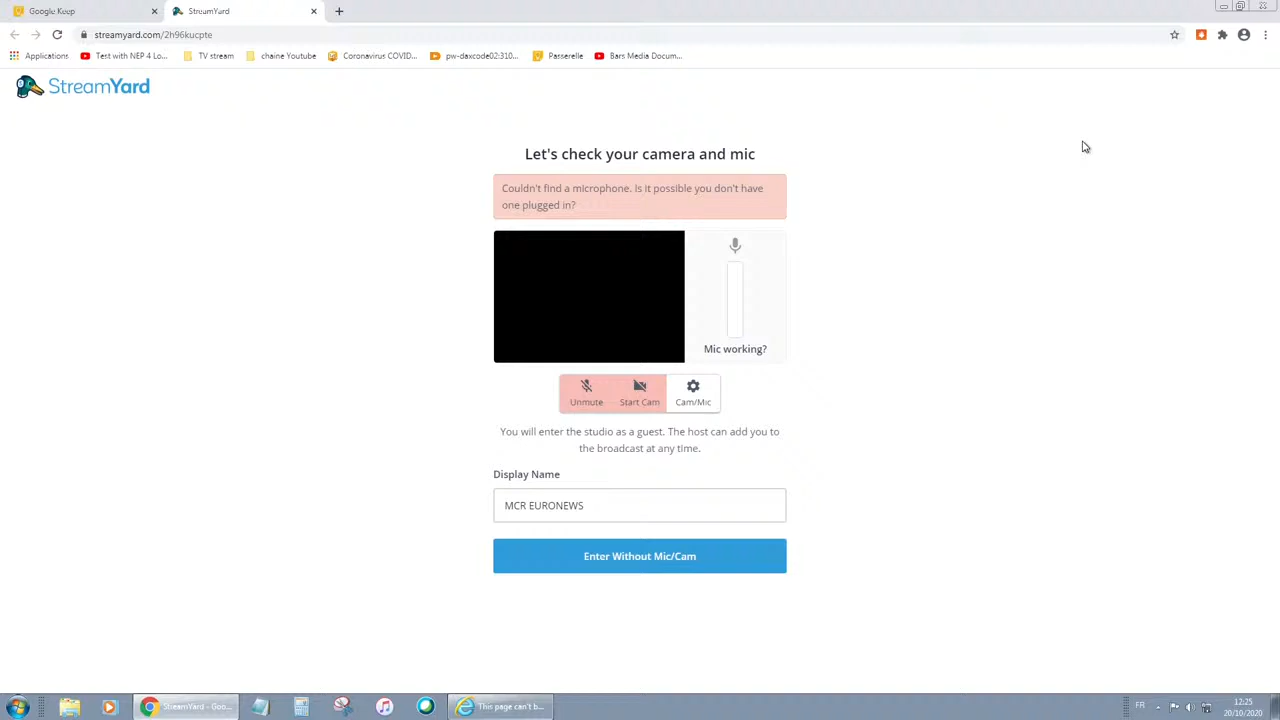 Google Keep
StreamYard
streamyard.com/2h96kucpte
Applications
Test with NEP 4 Lo...
TV stream
chaine Youtube
Coronavirus COVID...
pw-daxcode02:310...
Passerelle
Bars Media Docum...
StreamYard
Let's check your camera and mic
Couldn't find a microphone. Is it possible you don't have
one plugged in?
Mic working?
Unmute
Start Cam
Cam/Mic
You will enter the studio as a guest. The host can add you to
the broadcast at any time.
Display Name
MCR EURONEWS
Enter Without Mic/Cam
StreamYard - Goo...
This page can't b...
FR
12:25
20/10/2020